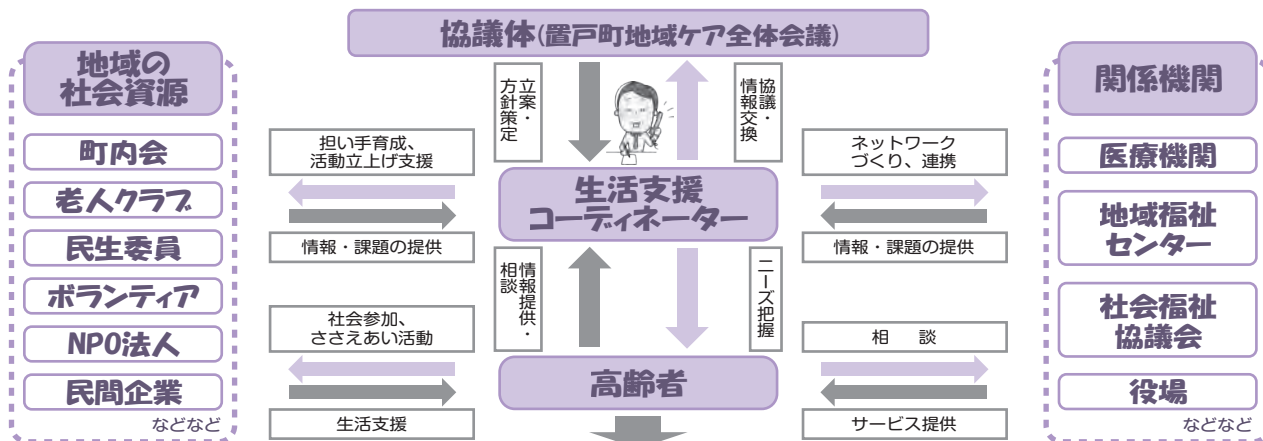 協議体(置戸町地域ケア全体会議)
地域の
社会資源
町内会
老人クラブ
民生委員
ボランティア
NPO法人
民間企業
などなど
担い手育成、
活動立上げ支援
情報・課題の提供
社会参加、
ささえあい活動
生活支援
立案・
方針策定
協議・
情報交換
生活支援
コーディネーター
情報提供・
相談
ニーズ把握
高齢者
ネットワーク
づくり、連携
情報・課題の提供
相　談
サービス提供
関係機関
医療機関
地域福祉
センター
社会福祉
協議会
役場
などなど